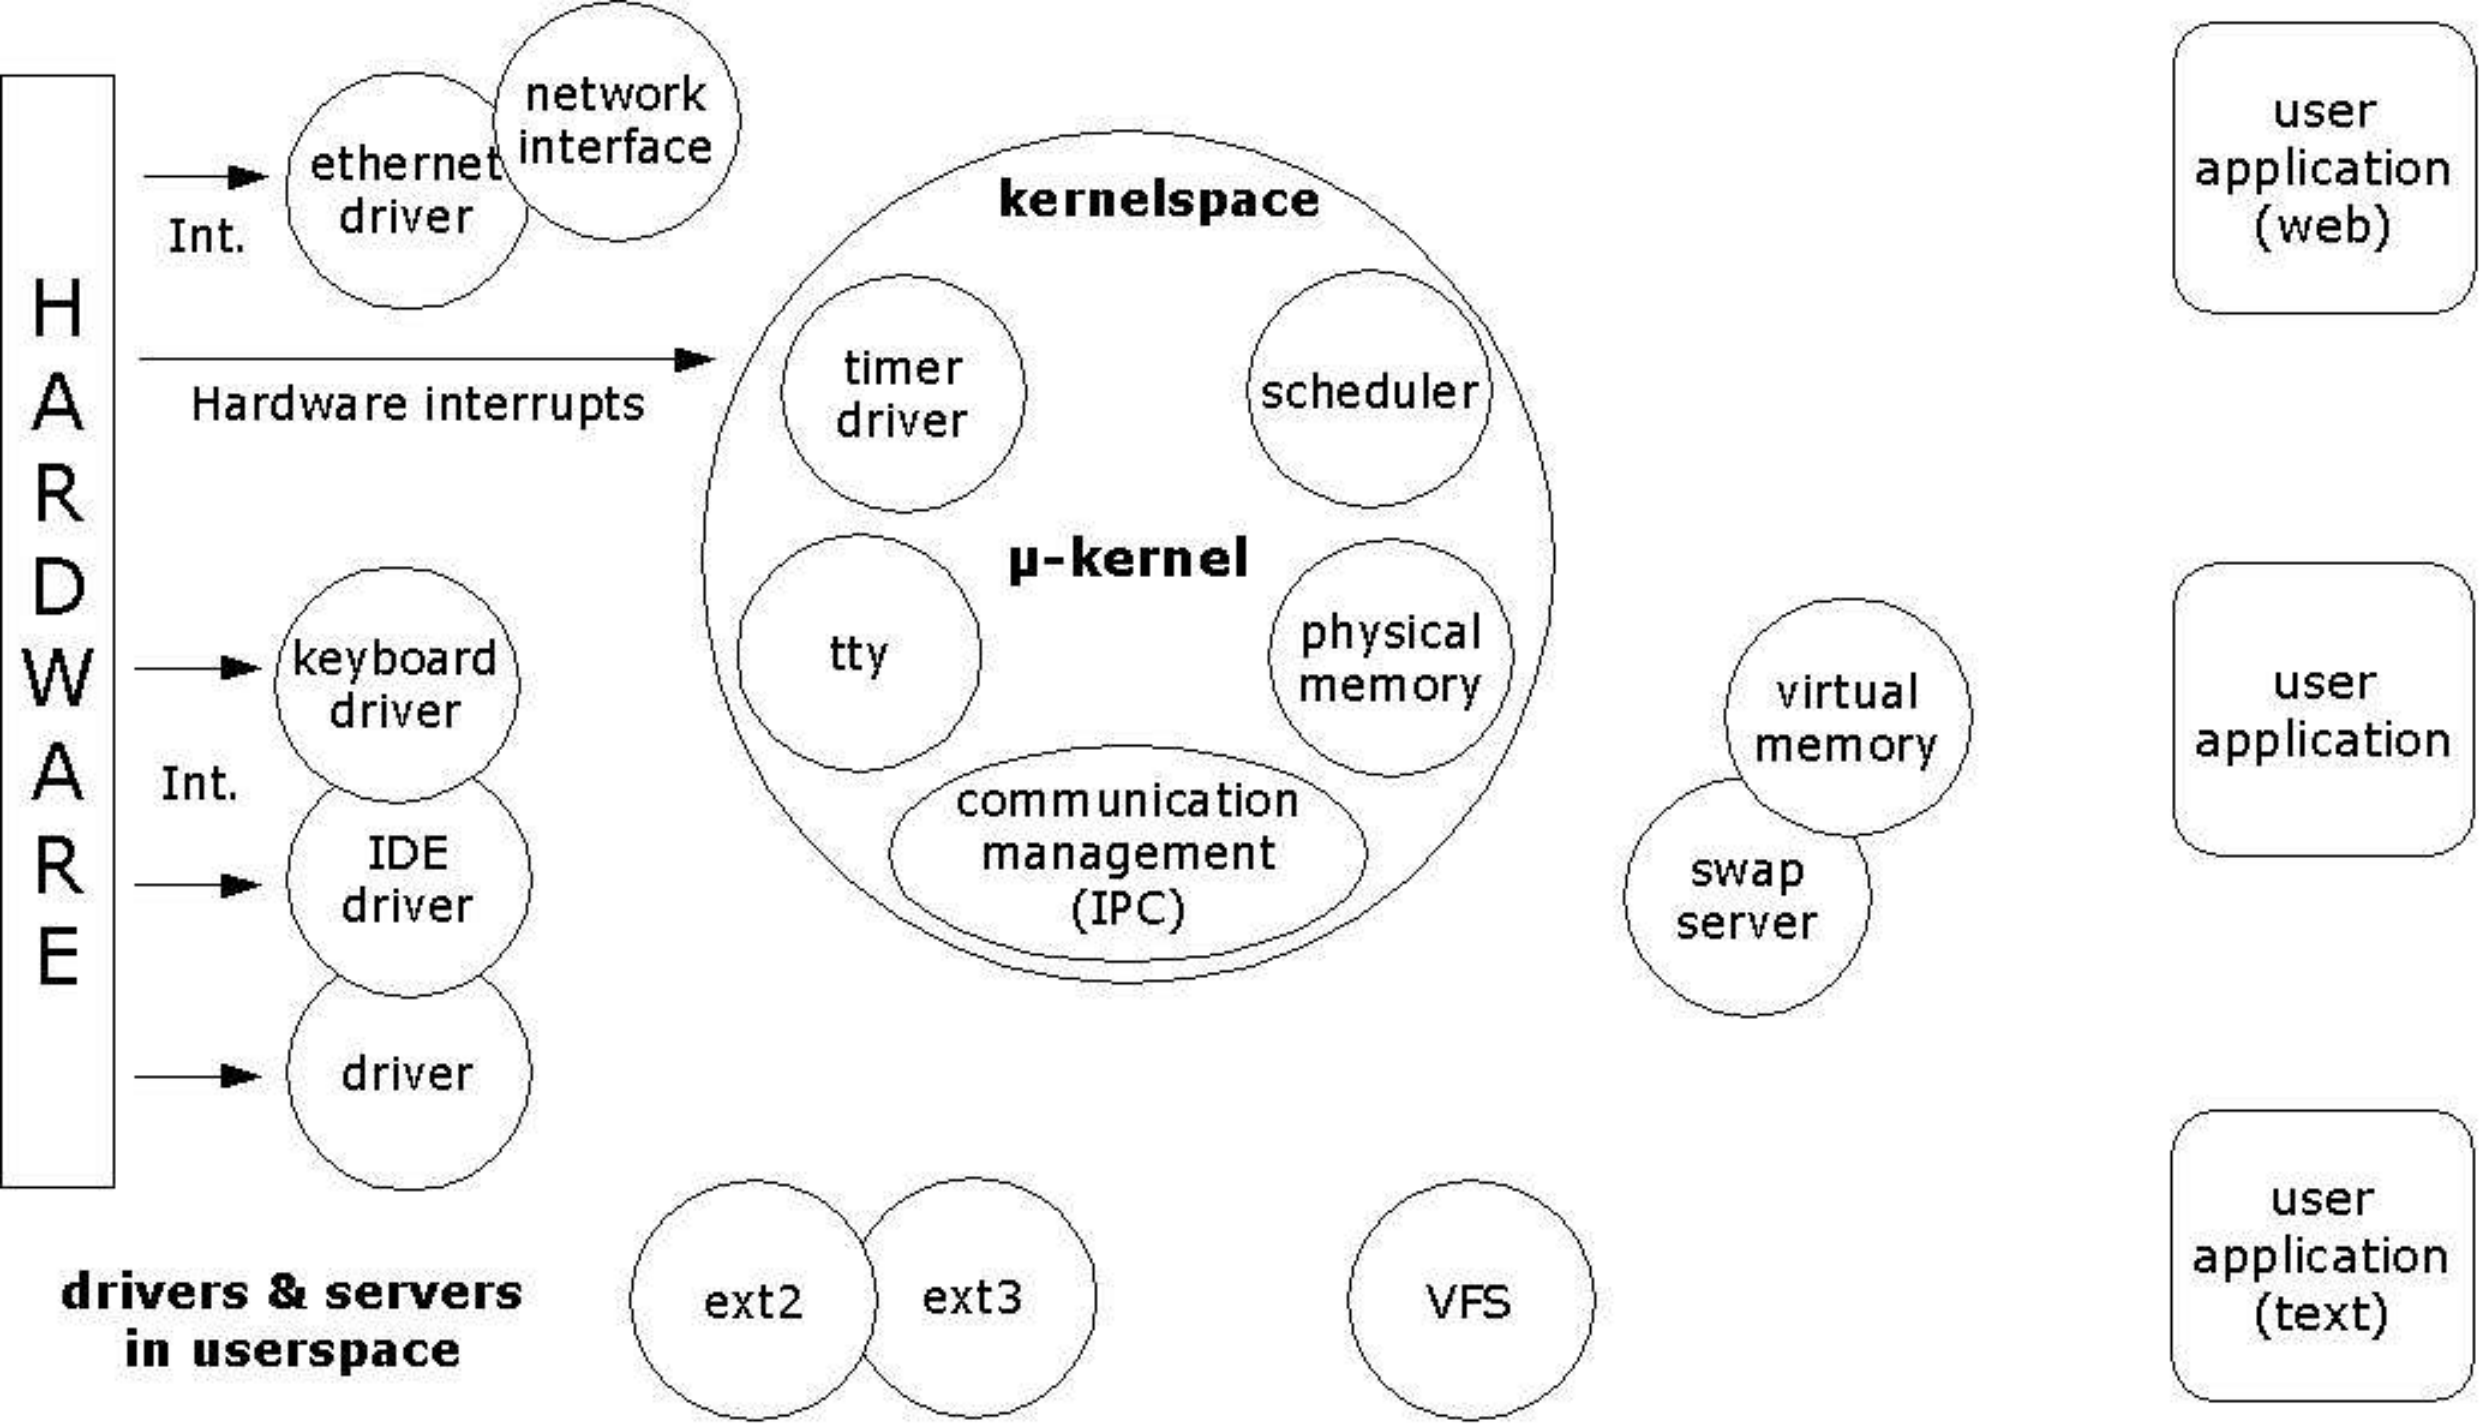 HARDWARE
network
interface
ethernet
driver
Int.
Hardware interrupts
keyboard
driver
Int.
IDE
driver
driver
drivers & servers
in userspace
kernelspace
timer
driver
scheduler
µ-kernel
tty
physical
memory
communication
management
(IPC)
virtual
memory
swap
server
ext2
ext3
VFS
user
application
(web)
user
application
user
application
(text)